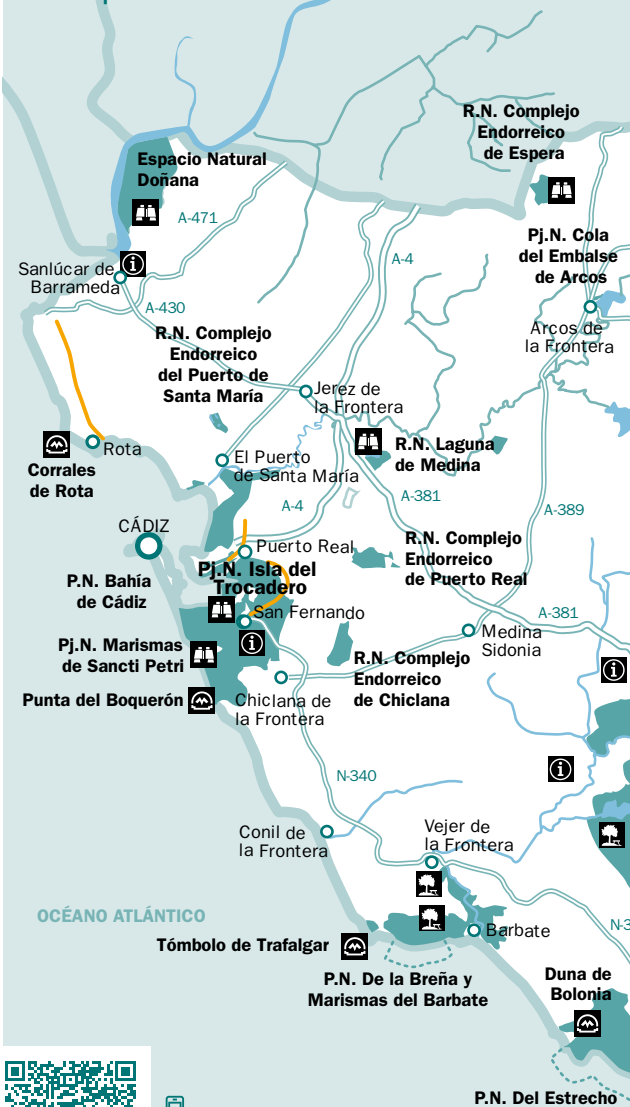 R.N. Complejo
Endorreico
de Espera
Espacio Natural
Doñana
A-471
Pj.N. Cola
del Embalse
de Arcos
A-4
Sanlúcar de
Barrameda
A-430
Arcos de
la Frontera
R.N. Complejo
Endorreico
del Puerto de
Santa María
Jerez de
la Frontera
Rota
R.N. Laguna
de Medina
El Puerto
de Santa María
Corrales
de Rota
A-381
A-4
A-389
CÁDIZ
Puerto Real
R.N. Complejo
Endorreico
de Puerto Real
Pj.N. Isla del
Trocadero
P.N. Bahía
de Cádiz
San Fernando
A-381
Medina
Sidonia
Pj.N. Marismas
de Sancti Petri
R.N. Complejo
Endorreico
de Chiclana
Punta del Boquerón
Chiclana de
la Frontera
N-340
Conil de
la Frontera
Vejer de
la Frontera
OCÉANO ATLÁNTICO
N-3
Barbate
Tómbolo de Trafalgar
P.N. De la Breña y
Marismas del Barbate
Duna de
Bolonia
P.N. Del Estrecho